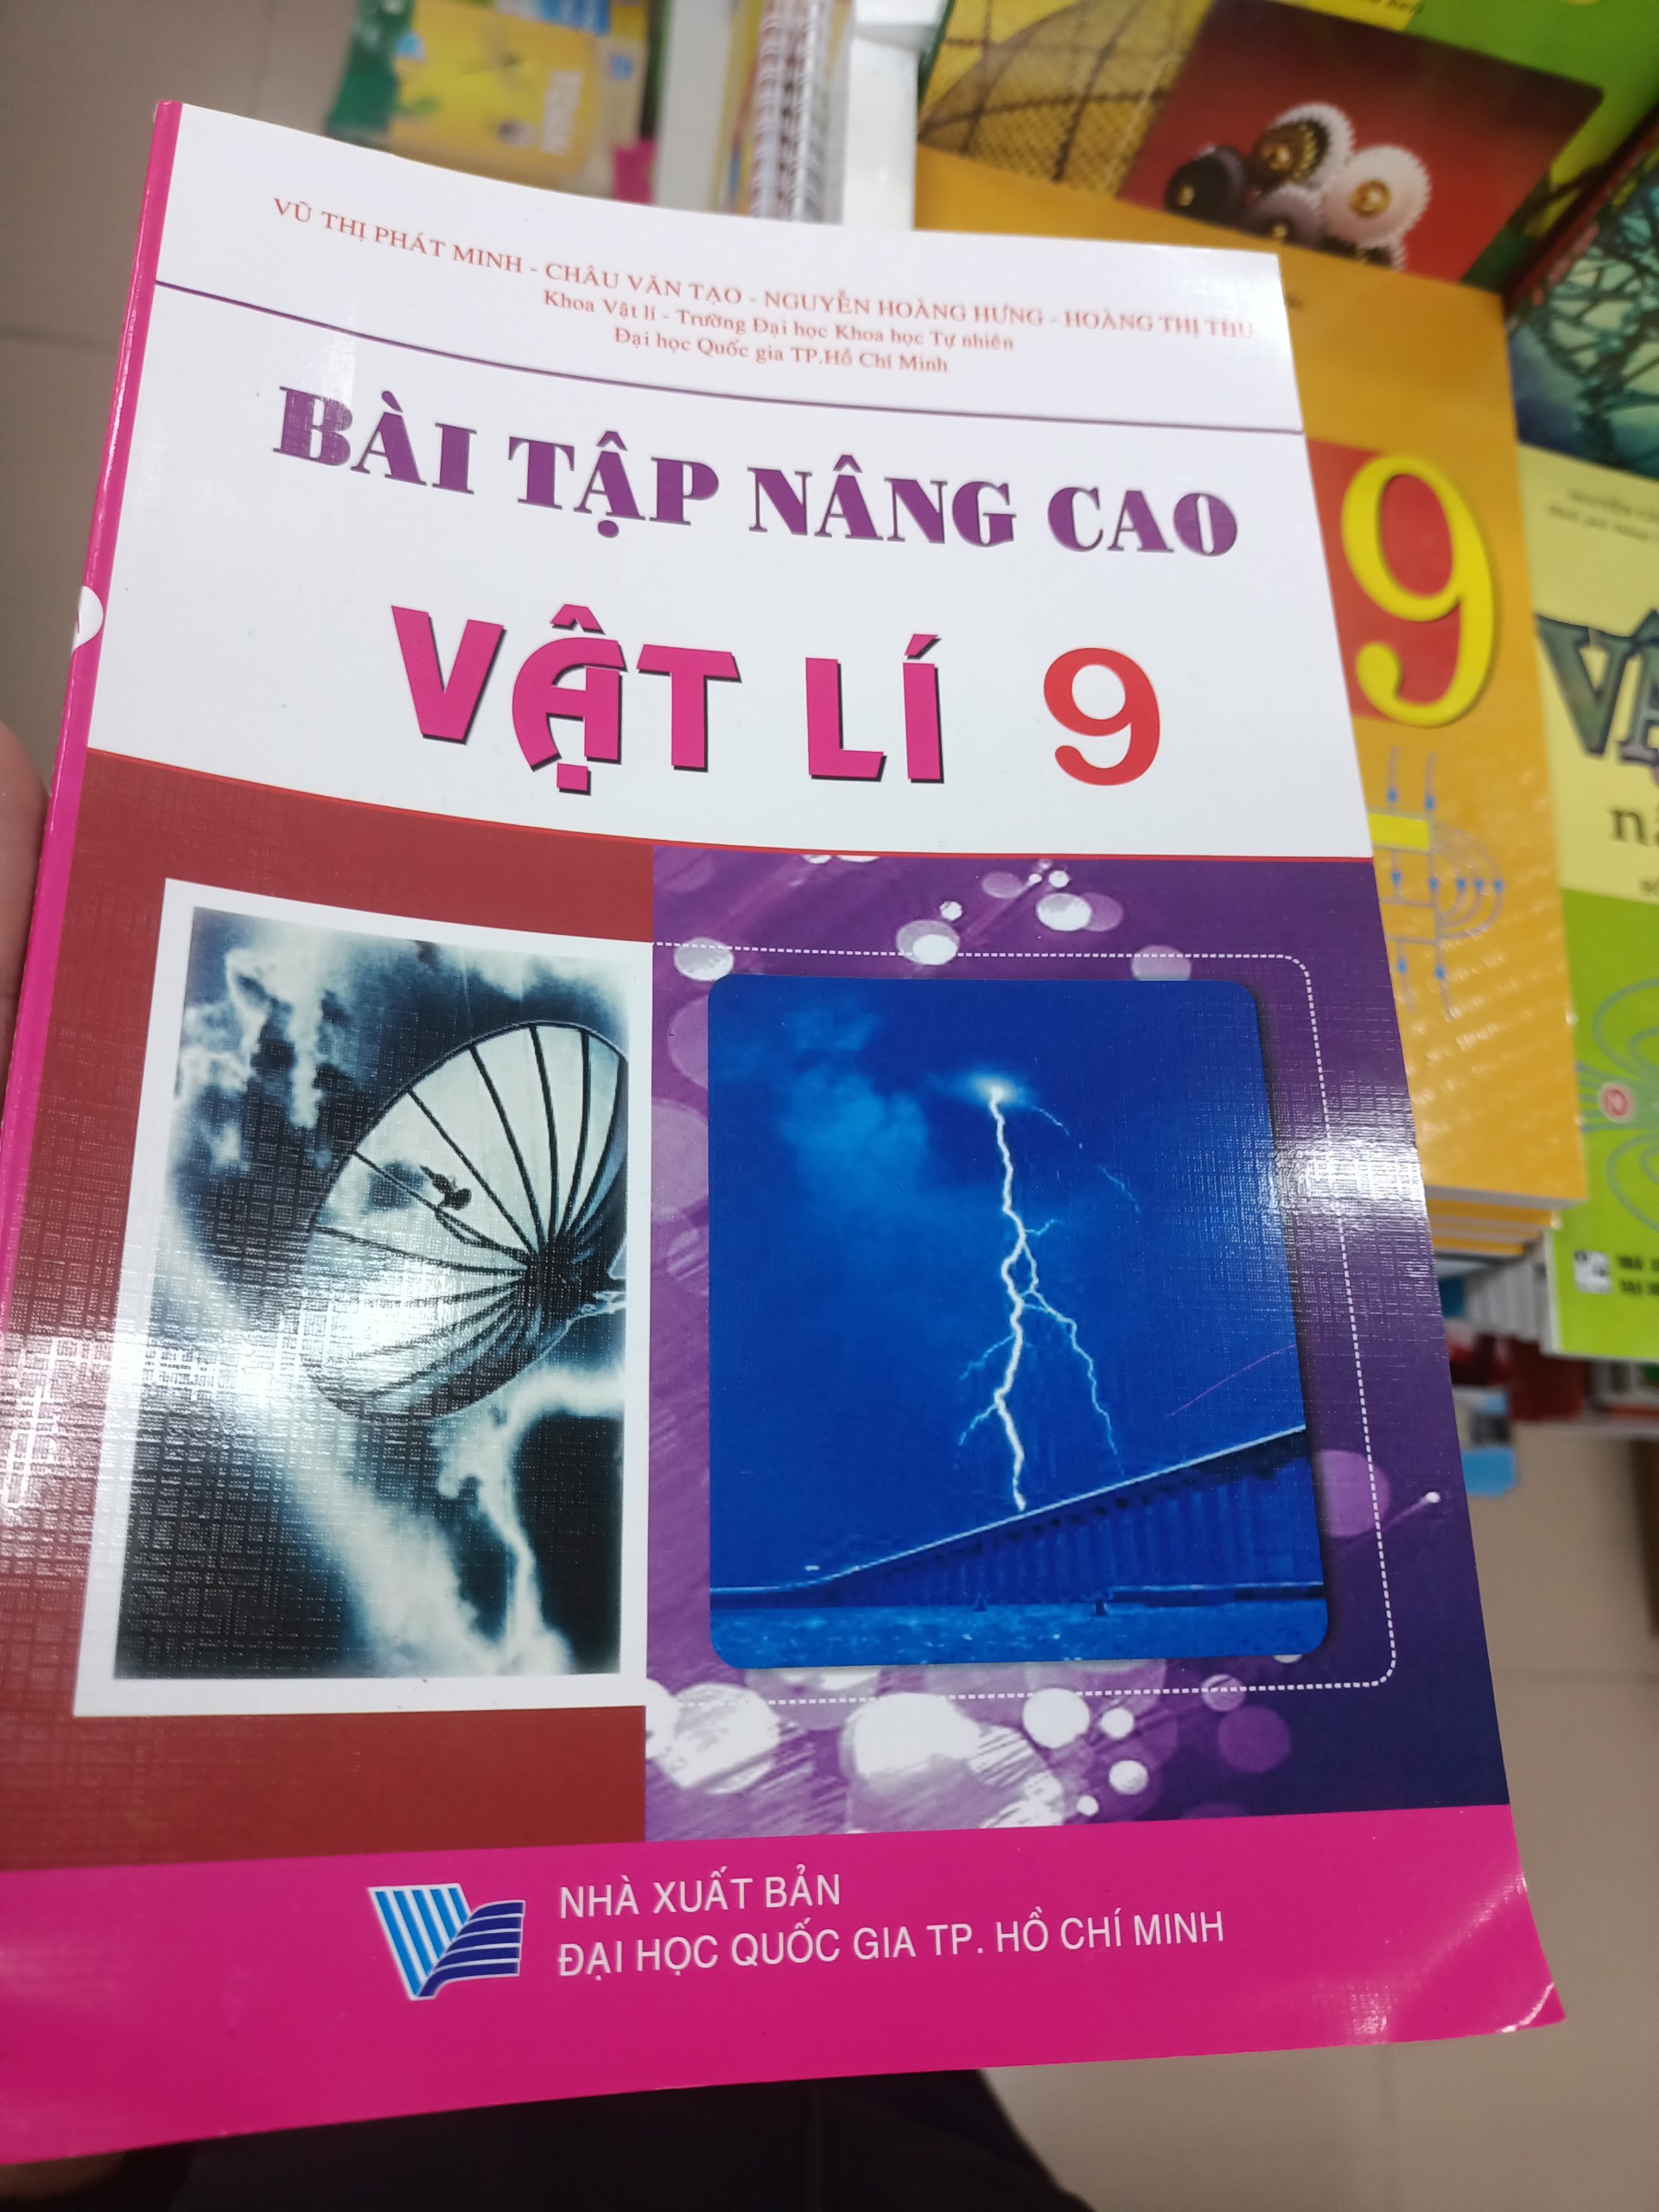 VŨ THỊ PHÁT MINH - CHÂU VĂN TẠO - NGUYỄN HOÀNG HƯNG - HOÀNG THỊ THU
Khoa Vật lí - Trường Đại học Khoa học Tự nhiên
Đại học Quốc gia TP.Hồ Chí Minh
BÀI TẬP NÂNG CAO
VẬT LÍ 9
NHÀ XUẤT BẢN
ĐẠI HỌC QUỐC GIA TP. HỒ CHÍ MINH
9